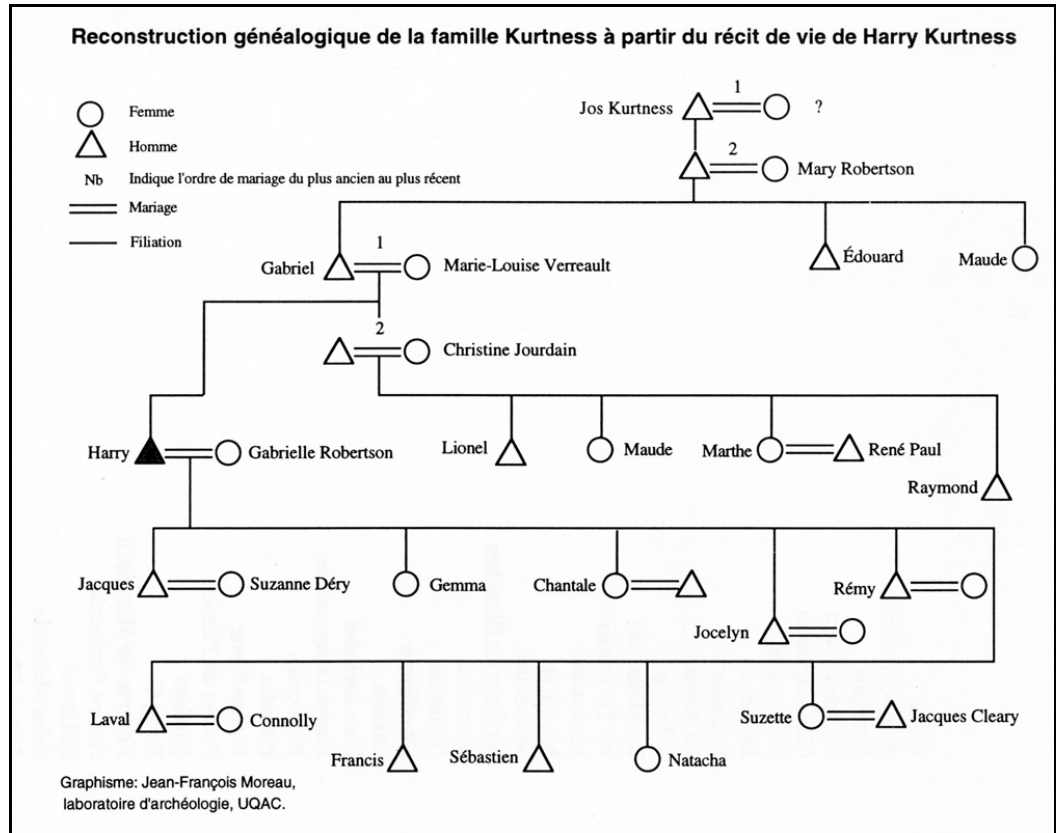 Reconstruction généalogique de la famille Kurtness à partir du récit de vie de Harry Kurtness
Femme
Homme
Nb Indique l'ordre de mariage du plus ancien au plus récent
Mariage
Filiation
Jos Kurtness 1 ?
2 Mary Robertson
Gabriel 1 Marie-Louise Verreault Édouard Maude
2 Christine Jourdain
Harry Gabrielle Robertson Lionel Maude Marthe René Paul
Raymond
Jacques Suzanne Déry Gemma Chantale Rémy
Jocelyn
Laval Connolly Suzette Jacques Cleary
Francis Sébastien Natacha
Graphisme: Jean-François Moreau,
laboratoire d'archéologie, UQAC.